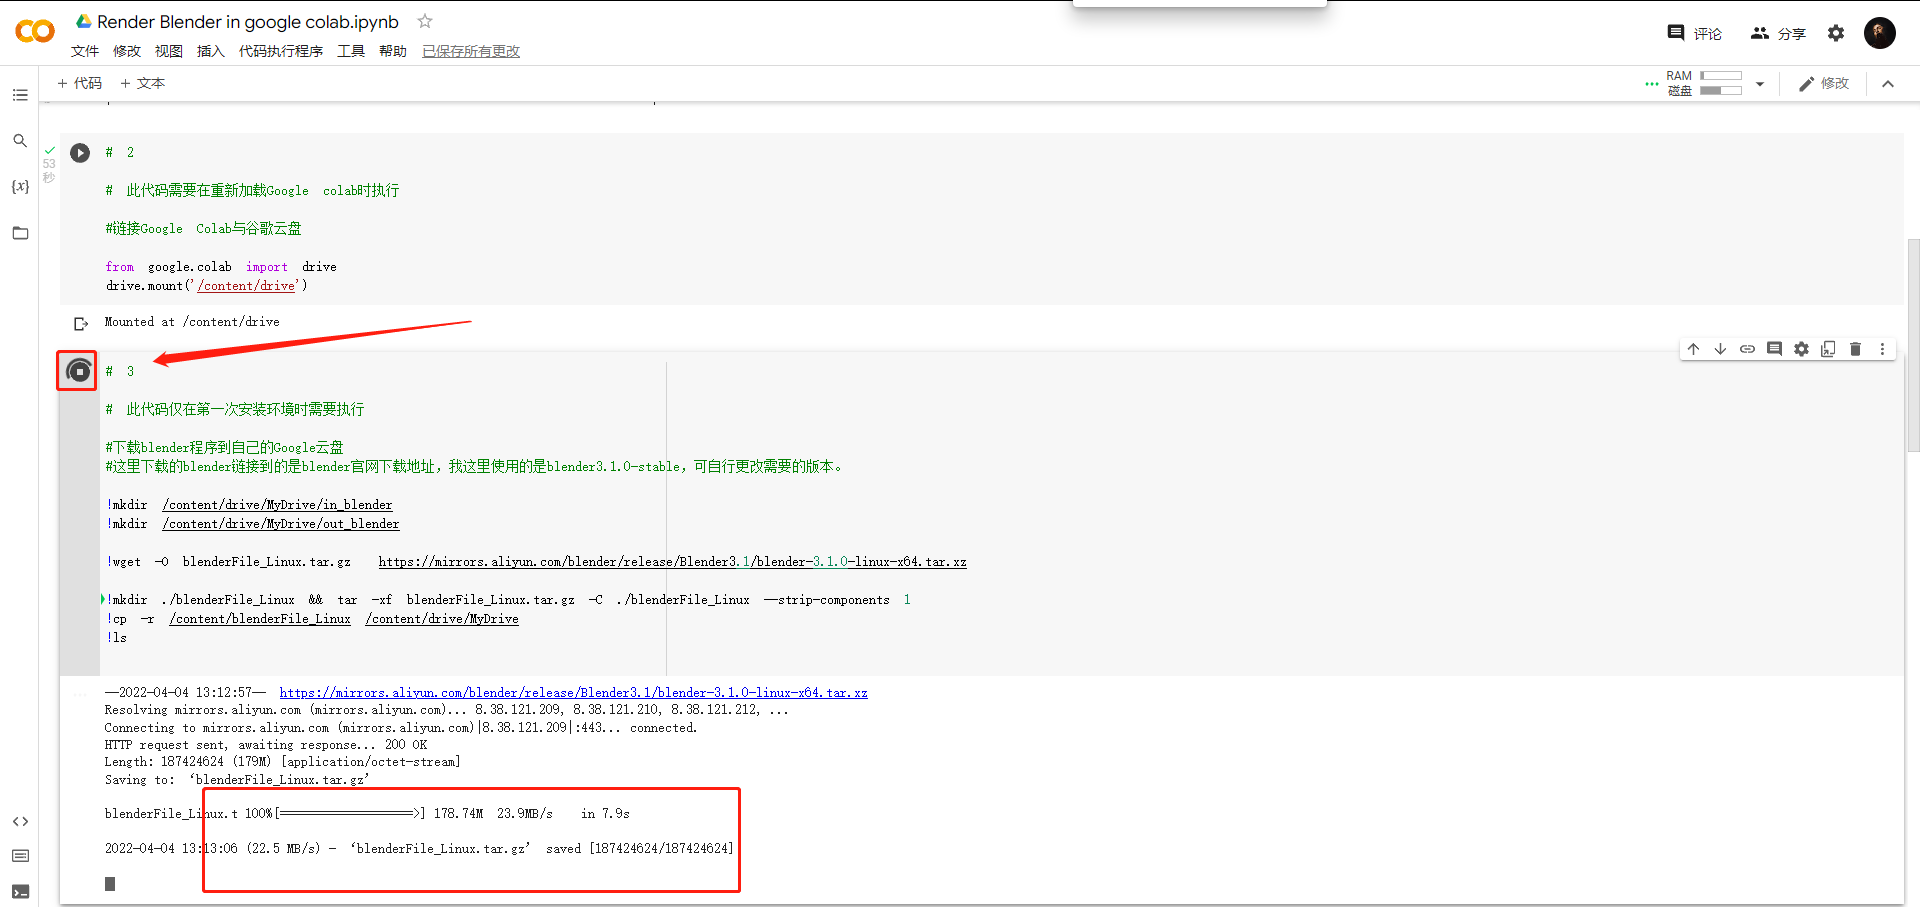 Render Blender in google colab.ipynb
文件 修改 视图 插入 代码执行程序 工具 帮助 已保存所有更改
评论 分享
+ 代码 + 文本
RAM
磁盘
修改
53
秒
# 2
# 此代码需要在重新加载Google colab时执行
#链接Google Colab与谷歌云盘
from google.colab import drive
drive.mount('/content/drive')
Mounted at /content/drive
# 3
# 此代码仅在第一次安装环境时需要执行
#下载blender程序到自己的Google云盘
#这里下载的blender链接到的是blender官网下载地址，我这里使用的是blender3.1.0-stable，可自行更改需要的版本。
!mkdir /content/drive/MyDrive/in_blender
!mkdir /content/drive/MyDrive/out_blender
!wget -O blenderFile_Linux.tar.gz https://mirrors.aliyun.com/blender/release/Blender3.1/blender-3.1.0-linux-x64.tar.xz
!mkdir ./blenderFile_Linux && tar -xf blenderFile_Linux.tar.gz -C ./blenderFile_Linux --strip-components 1
!cp -r /content/blenderFile_Linux /content/drive/MyDrive
!ls
--2022-04-04 13:12:57-- https://mirrors.aliyun.com/blender/release/Blender3.1/blender-3.1.0-linux-x64.tar.xz
Resolving mirrors.aliyun.com (mirrors.aliyun.com)... 8.38.121.209, 8.38.121.210, 8.38.121.212, ...
Connecting to mirrors.aliyun.com (mirrors.aliyun.com)|8.38.121.209|:443... connected.
HTTP request sent, awaiting response... 200 OK
Length: 187424624 (179M) [application/octet-stream]
Saving to: ‘blenderFile_Linux.tar.gz’
blenderFile_Linux.t 100%[===================>] 178.74M 23.9MB/s in 7.9s
2022-04-04 13:13:06 (22.5 MB/s) - ‘blenderFile_Linux.tar.gz’ saved [187424624/187424624]